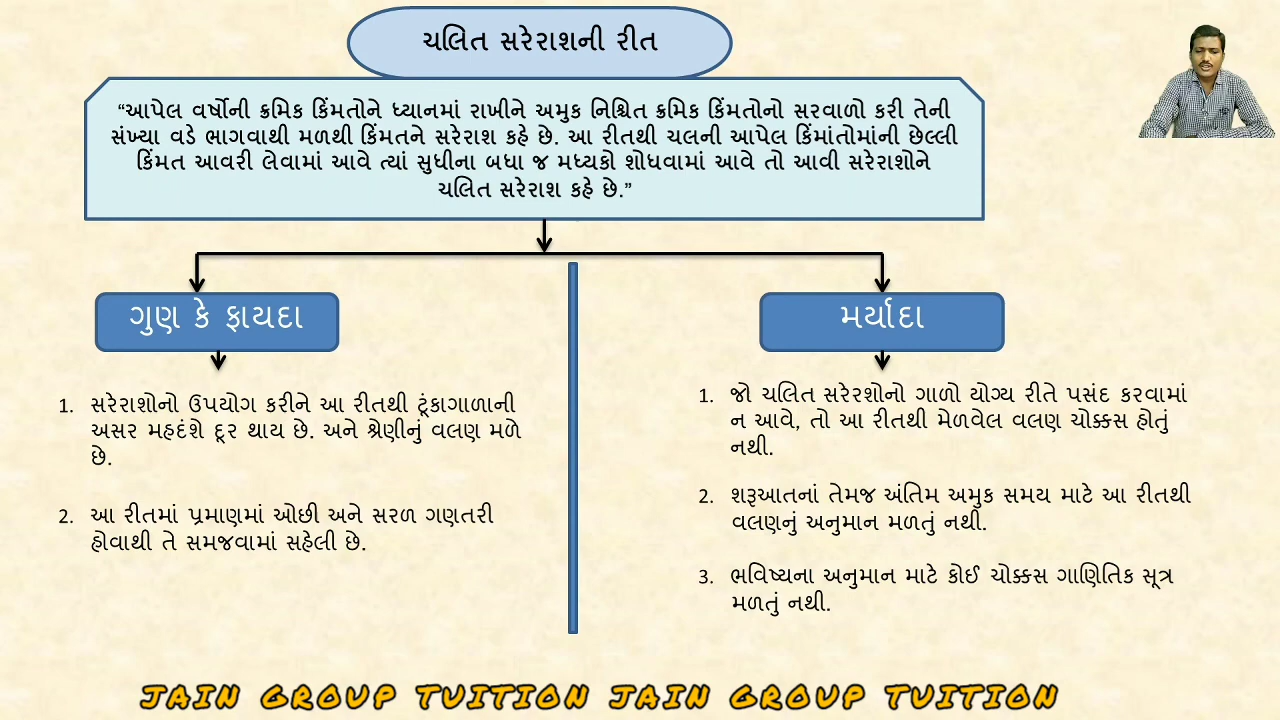 ચલિત સરેરાશની રીત
“આપેલ વર્ષોની ક્રમિક કિંમતોને ધ્યાનમાં રાખીને અમુક નિશ્ચિત ક્રમિક કિંમતોનો સરવાળો કરી તેની
સંખ્યા વડે ભાગવાથી મળથી કિંમતને સરેરાશ કહે છે. આ રીતથી ચલની આપેલ કિંમાંતોમાંની છેલ્લી
કિંમત આવરી લેવામાં આવે ત્યાં સુધીના બધા જ મધ્યકો શોધવામાં આવે તો આવી સરેરાશોને
ચલિત સરેરાશ કહે છે.”
ગુણ કે ફાયદા
1. સરેરાશોનો ઉપયોગ કરીને આ રીતથી ટૂંકાગાળાની
અસર મહદંશે દૂર થાય છે. અને શ્રેણીનું વલણ મળે
છે.
2. આ રીતમાં પ્રમાણમાં ઓછી અને સરળ ગણતરી
હોવાથી તે સમજવામાં સહેલી છે.
મર્યાદા
1. જો ચલિત સરેરશોનો ગાળો યોગ્ય રીતે પસંદ કરવામાં
ન આવે, તો આ રીતથી મેળવેલ વલણ ચોક્કસ હોતું
નથી.
2. શરૂઆતનાં તેમજ અંતિમ અમુક સમય માટે આ રીતથી
વલણનું અનુમાન મળતું નથી.
3. ભવિષ્યના અનુમાન માટે કોઈ ચોક્કસ ગાણિતિક સૂત્ર
મળતું નથી.
JAIN GROUP TUITION JAIN GROUP TUITION